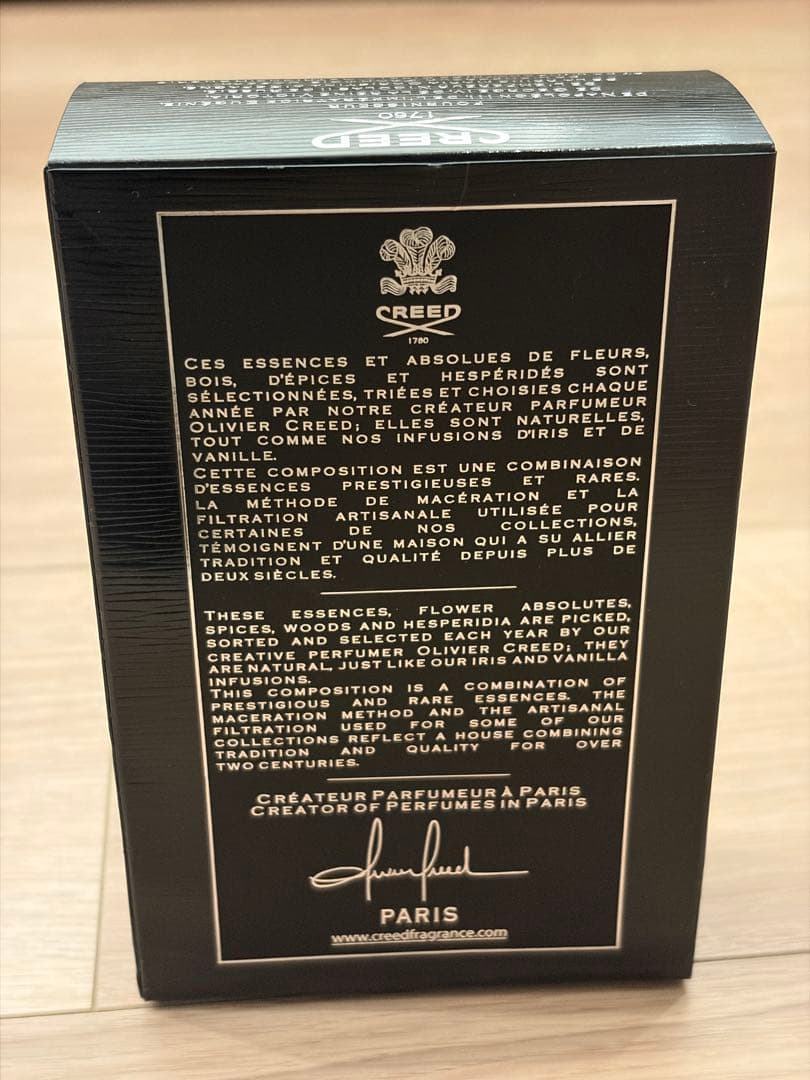 CREED
1760
FOURNISSEUR
CREED
1760
CES ESSENCES ET ABSOLUES DE FLEURS,
BOIS, D'ÉPICES ET HESPÉRIDÉS SONT
SÉLECTIONNÉES, TRIÉES ET CHOISIES CHAQUE
ANNÉE PAR NOTRE CRÉATEUR PARFUMEUR
OLIVIER CREED; ELLES SONT NATURELLES,
TOUT COMME NOS INFUSIONS D'IRIS ET DE
VANILLE.
CETTE COMPOSITION EST UNE COMBINAISON
D'ESSENCES PRESTIGIEUSES ET RARES.
LA MÉTHODE DE MACÉRATION ET LA
FILTRATION ARTISANALE UTILISÉE POUR
CERTAINES DE NOS COLLECTIONS,
TÉMOIGNENT D'UNE MAISON QUI A SU ALLIER
TRADITION ET QUALITÉ DEPUIS PLUS DE
DEUX SIÈCLES.
THESE ESSENCES, FLOWER ABSOLUTES,
SPICES, WOODS AND HESPERIDIA ARE PICKED,
SORTED AND SELECTED EACH YEAR BY OUR
CREATIVE PERFUMER OLIVIER CREED; THEY
ARE NATURAL, JUST LIKE OUR IRIS AND VANILLA
INFUSIONS.
THIS COMPOSITION IS A COMBINATION OF
PRESTIGIOUS AND RARE ESSENCES. THE
MACERATION METHOD AND THE ARTISANAL
FILTRATION USED FOR SOME OF OUR
COLLECTIONS REFLECT A HOUSE COMBINING
TRADITION AND QUALITY FOR OVER
TWO CENTURIES.
CRÉATEUR PARFUMEUR À PARIS
CREATOR OF PERFUMES IN PARIS
PARIS
www.creedfragrance.com